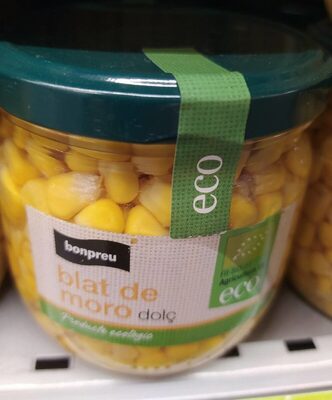 eco
bonpreu
blat de
moro dolç
Producte ecològic
eco